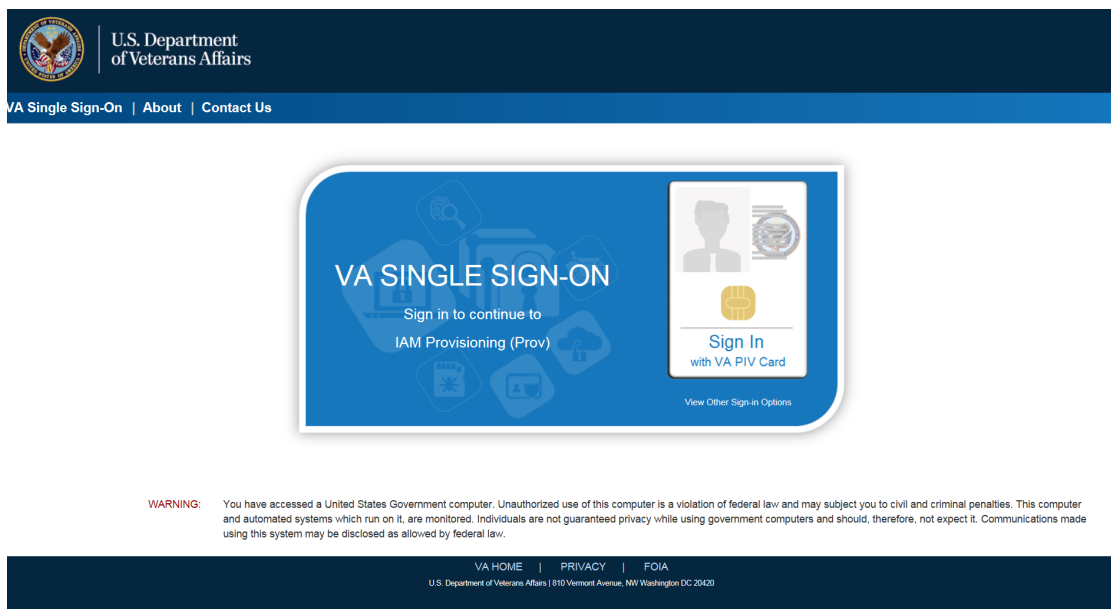 U.S. Department
of Veterans Affairs
VA Single Sign-On | About | Contact Us
VA SINGLE SIGN-ON
Sign in to continue to
IAM Provisioning (Prov)
Sign In
with VA PIV Card
View Other Sign-in Options
WARNING: You have accessed a United States Government computer. Unauthorized use of this computer is a violation of federal law and may subject you to civil and criminal penalties. This computer
and automated systems which run on it, are monitored. Individuals are not guaranteed privacy while using government computers and should, therefore, not expect it. Communications made
using this system may be disclosed as allowed by federal law.
VA HOME | PRIVACY | FOIA
U.S. Department of Veterans Affairs | 810 Vermont Avenue, NW Washington DC 20420